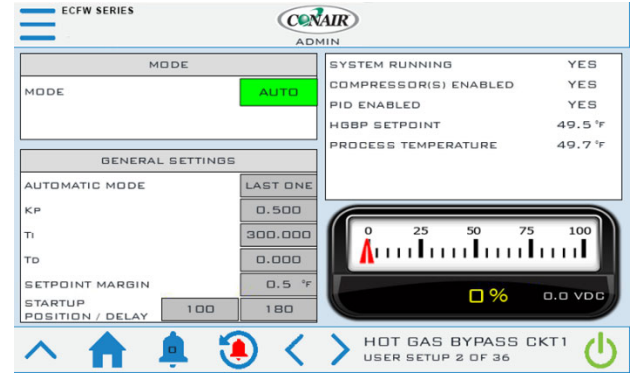 ECFW SERIES
CONAIR
ADMIN
MODE
MODE AUTO
GENERAL SETTINGS
AUTOMATIC MODE LAST ONE
KP 0.500
TI 300.000
TD 0.000
SETPOINT MARGIN 0.5 °F
STARTUP
POSITION / DELAY 100 180
SYSTEM RUNNING YES
COMPRESSOR(S) ENABLED YES
PID ENABLED YES
HGBP SETPOINT 49.5 °F
PROCESS TEMPERATURE 49.7 °F
0 25 50 75 100
0 % 0.0 VDC
0
HOT GAS BYPASS CKT1
USER SETUP 2 OF 36